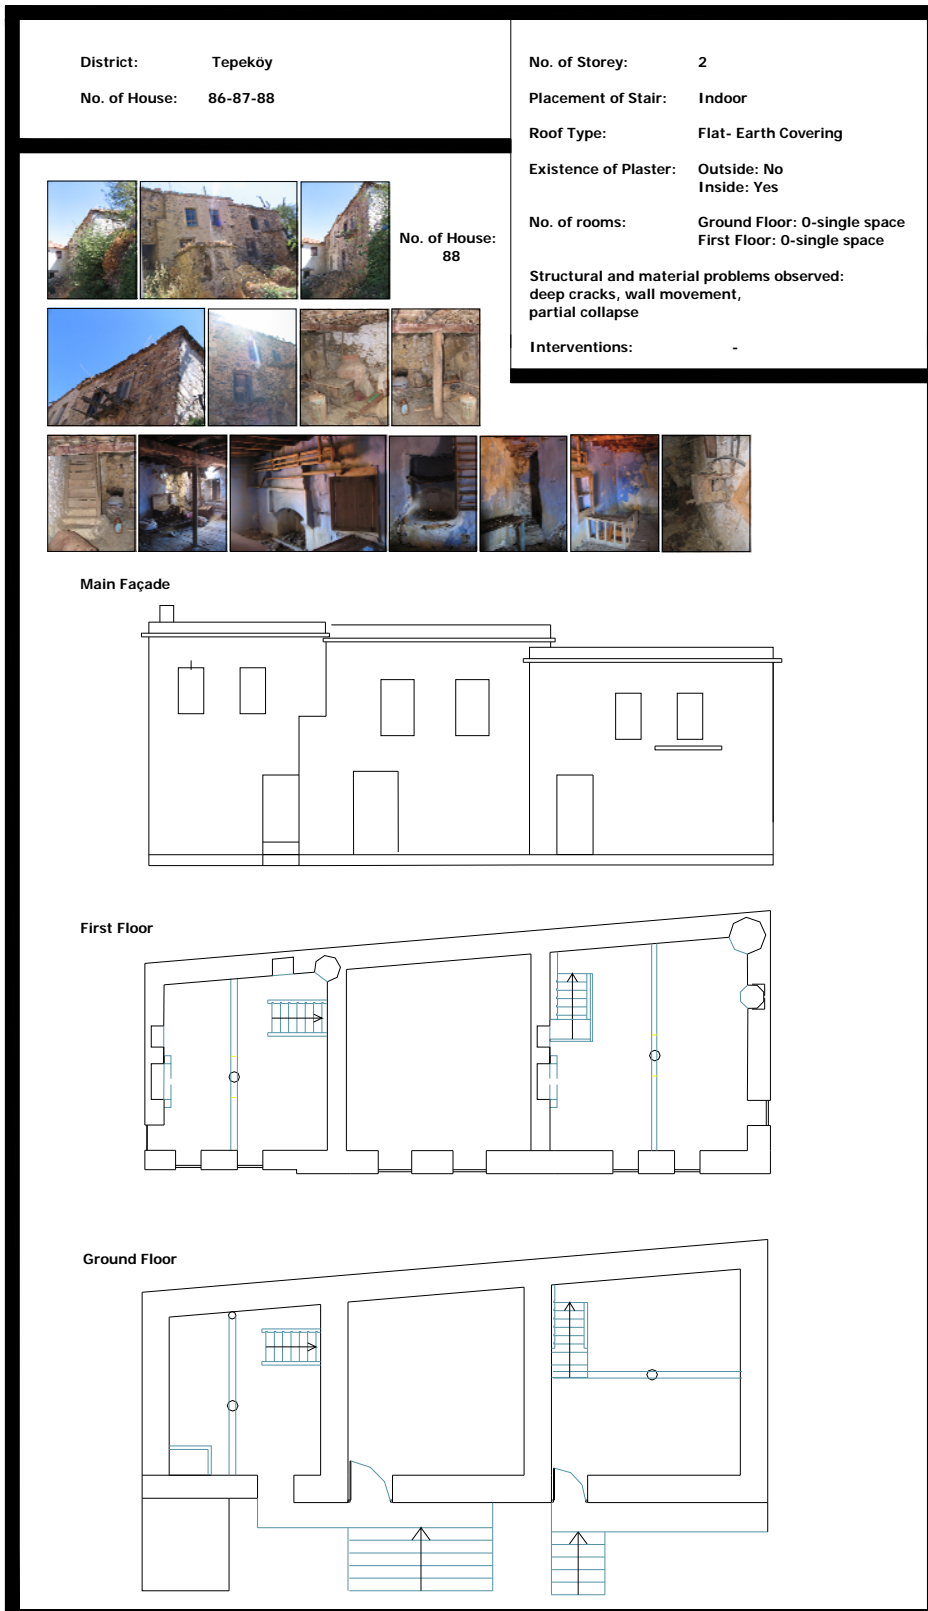 District: Tepeköy
No. of House: 86-87-88
No. of Storey: 2
Placement of Stair: Indoor
Roof Type: Flat- Earth Covering
Existence of Plaster: Outside: No
Inside: Yes
No. of rooms: Ground Floor: 0-single space
First Floor: 0-single space
Structural and material problems observed:
deep cracks, wall movement,
partial collapse
Interventions: -
No. of House:
88
Main Façade
First Floor
Ground Floor